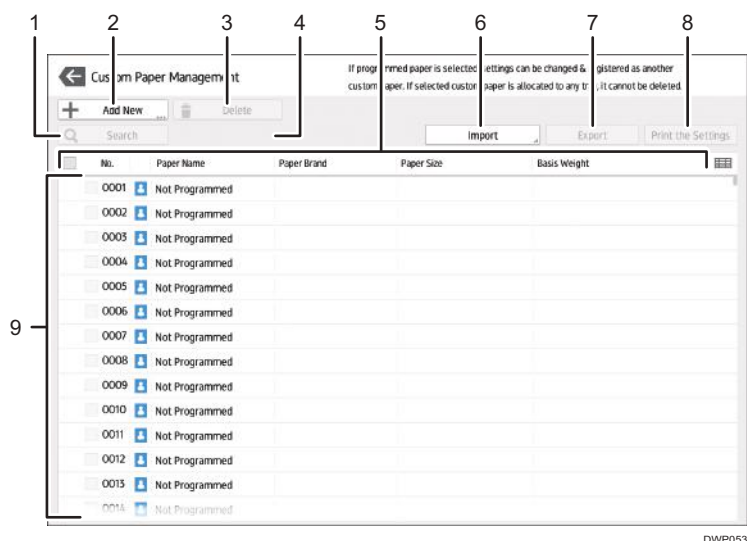 1 2 3 4 5 6 7 8
Custom Paper Management
If programmed paper is selected settings can be changed & registered as another
custom paper. If selected custom paper is allocated to any tray, it cannot be deleted.
Add New Delete
Search Import Export Print the Settings
No. Paper Name Paper Brand Paper Size Basis Weight
0001 Not Programmed
0002 Not Programmed
0003 Not Programmed
0004 Not Programmed
0005 Not Programmed
0006 Not Programmed
9 0007 Not Programmed
0008 Not Programmed
0009 Not Programmed
0010 Not Programmed
0011 Not Programmed
0012 Not Programmed
0013 Not Programmed
0014 Not Programmed
DWP053